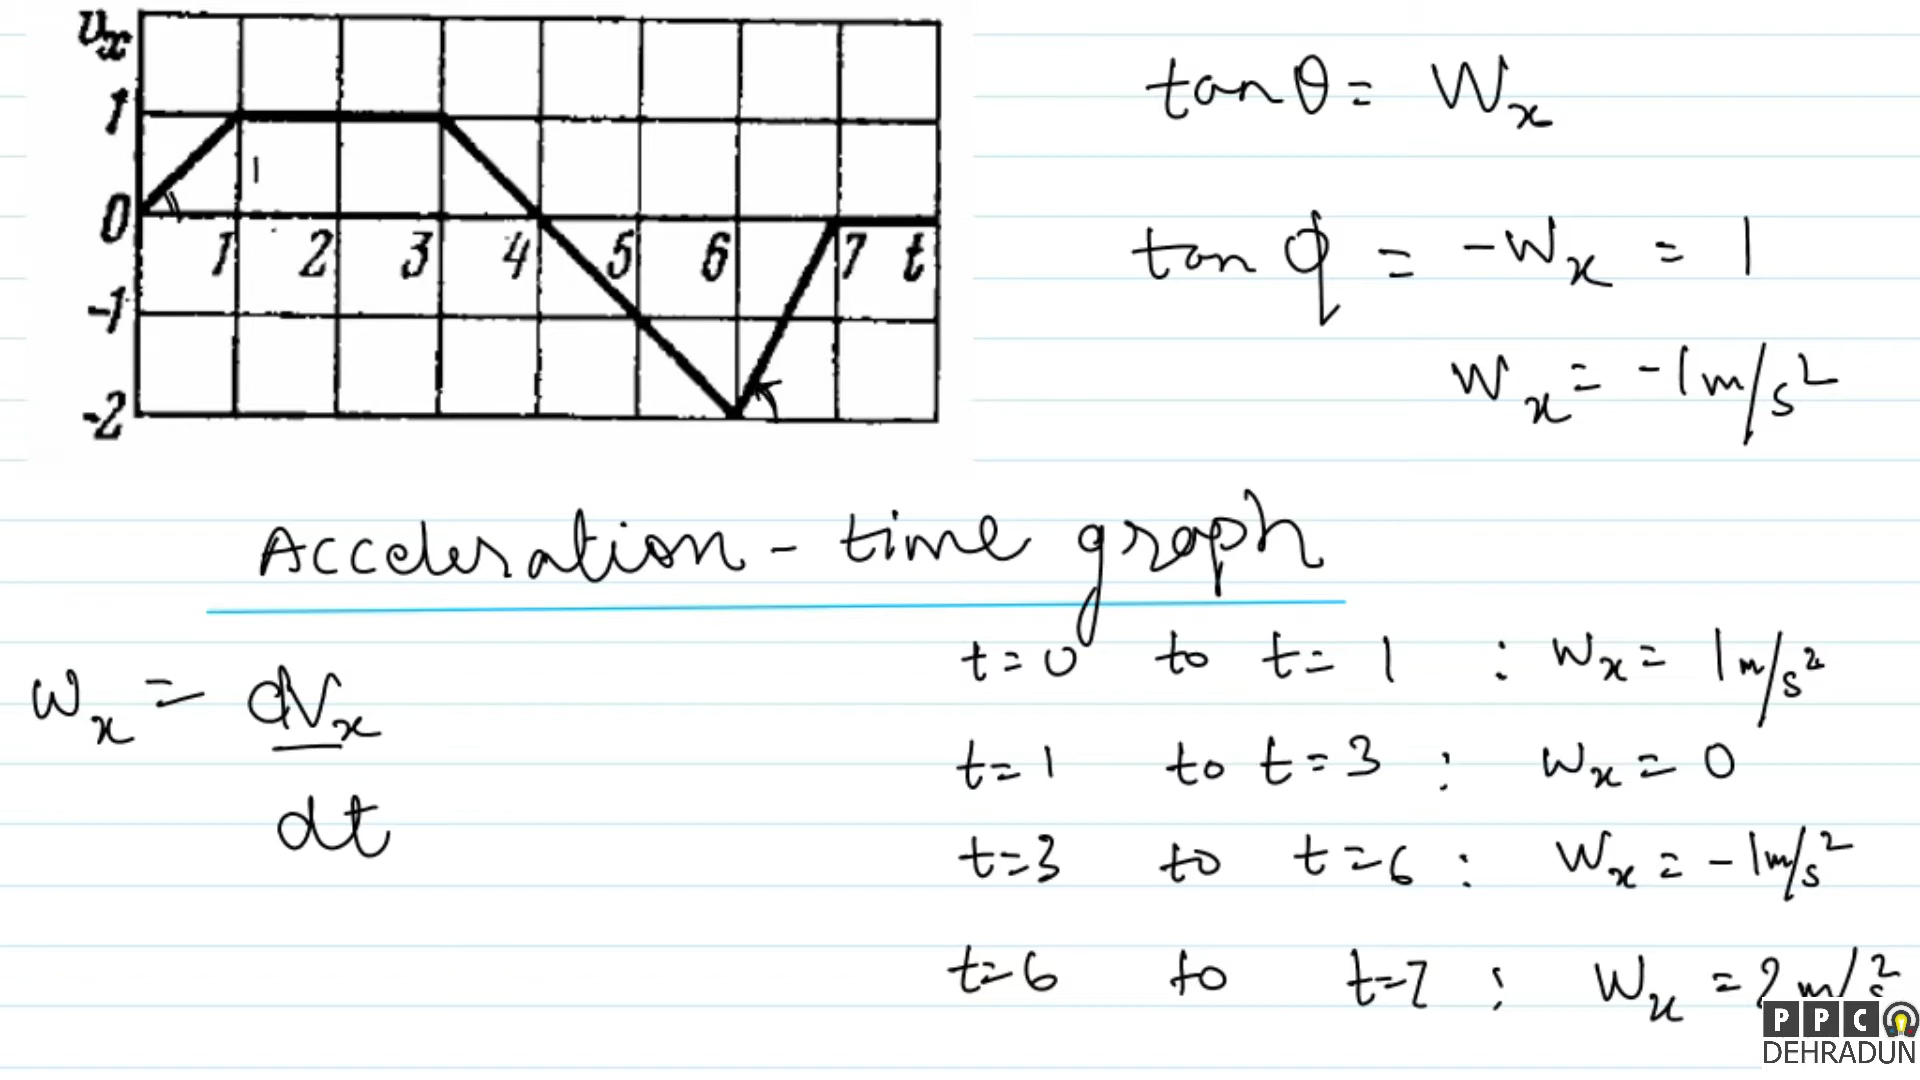 vx
1
0
-1
-2
1 2 3 4 5 6 7 t
1
tan θ = Wx
tan φ = -Wx = 1
Wx = -1 m/s²
Acceleration - time graph
Wx = dVx
dt
t=0 to t=1 : Wx = 1 m/s²
t=1 to t=3 : Wx = 0
t=3 to t=6 : Wx = -1 m/s²
t=6 to t=7 : Wx = 2 m/s²
PPC
DEHRADUN